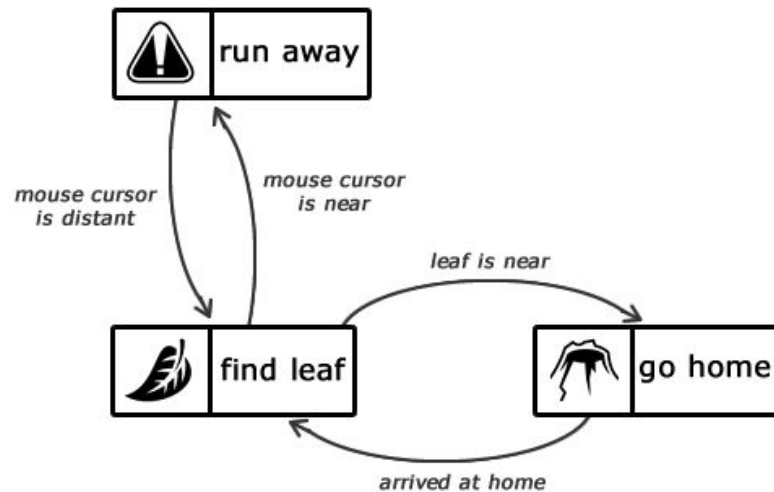 run away
mouse cursor
is distant
mouse cursor
is near
leaf is near
find leaf
go home
arrived at home